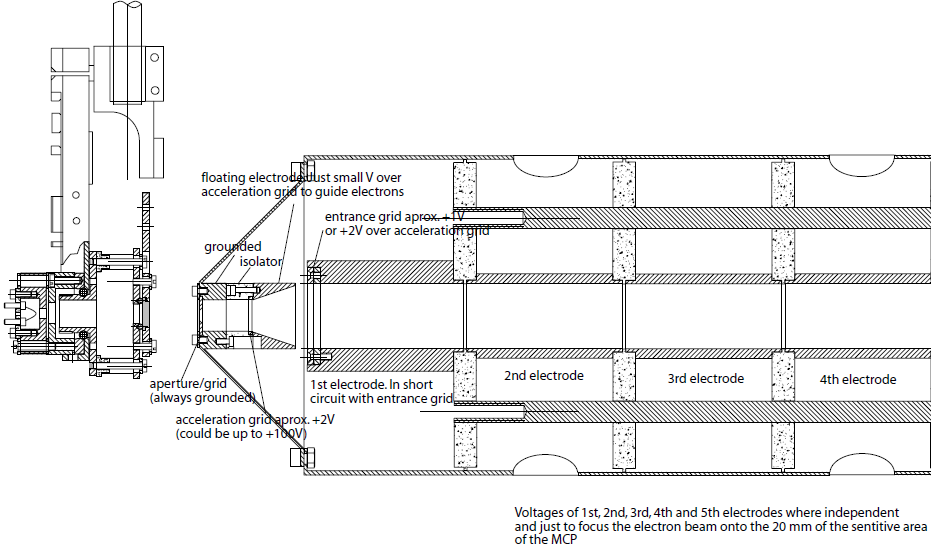 floating electrode. Just small V over
acceleration grid to guide electrons
entrance grid aprox. +1V
or +2V over acceleration grid
grounded
isolator
aperture/grid
(always grounded)
acceleration grid aprox. +2V
(could be up to +100V)
1st electrode. In short
circuit with entrance grid
2nd electrode
3rd electrode
4th electrode
Voltages of 1st, 2nd, 3rd, 4th and 5th electrodes where independent
and just to focus the electron beam onto the 20 mm of the sentitive area
of the MCP